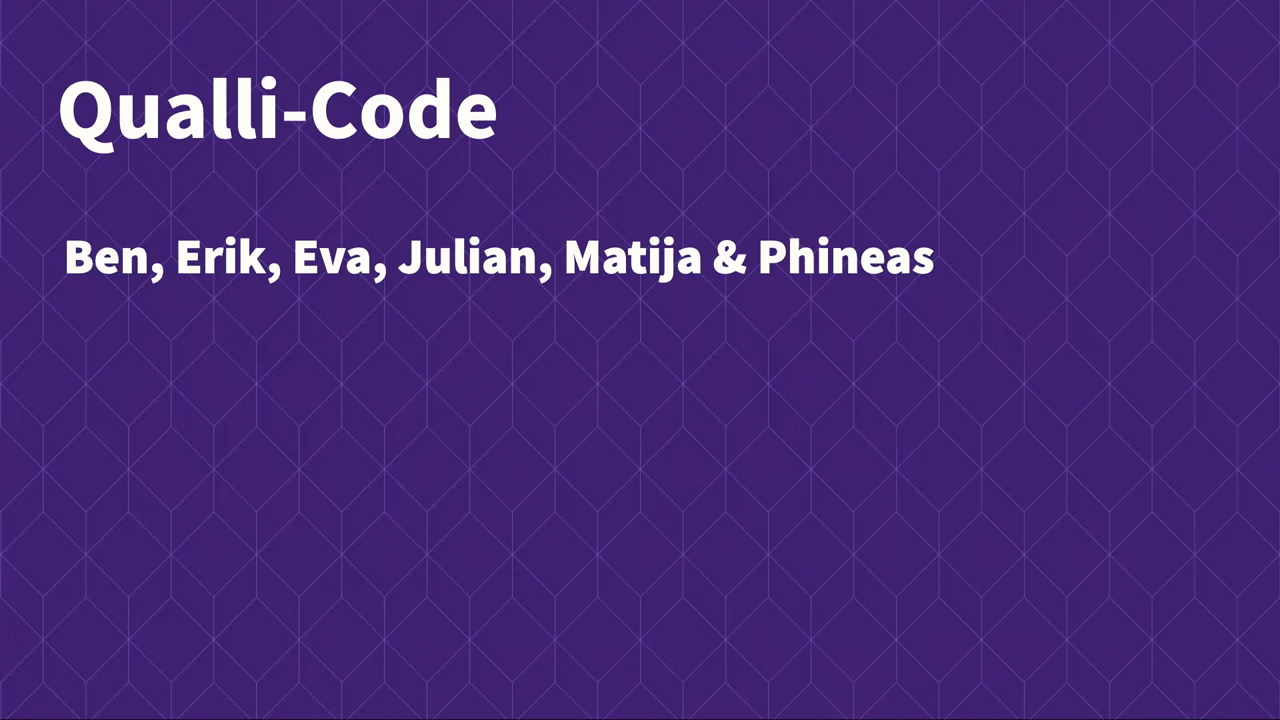 Qualli-Code
Ben, Erik, Eva, Julian, Matija & Phineas